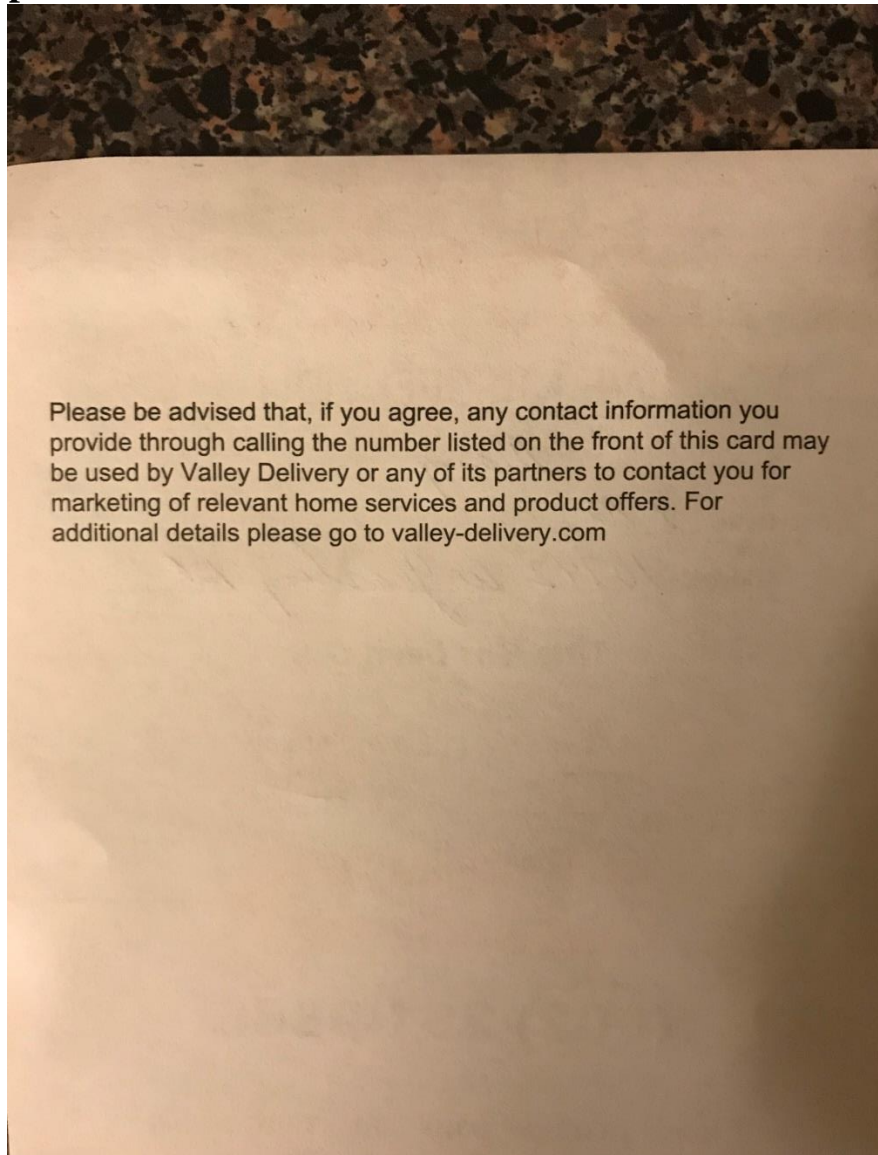 Please be advised that, if you agree, any contact information you
provide through calling the number listed on the front of this card may
be used by Valley Delivery or any of its partners to contact you for
marketing of relevant home services and product offers. For
additional details please go to valley-delivery.com